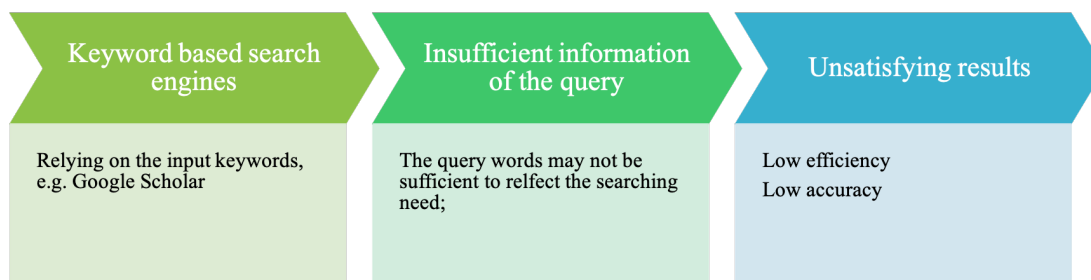 Keyword based search
engines
Insufficient information
of the query
Unsatisfying results
Relying on the input keywords,
e.g. Google Scholar
The query words may not be
sufficient to relfect the searching
need;
Low efficiency
Low accuracy